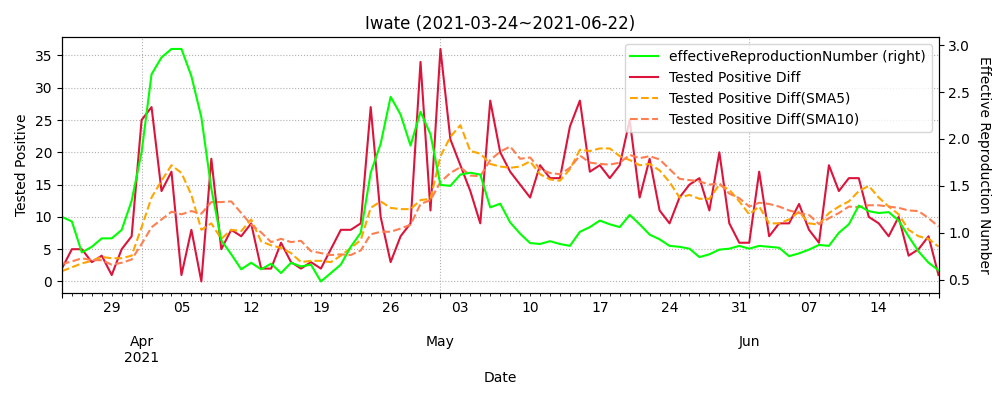 Iwate (2021-03-24~2021-06-22)
effectiveReproductionNumber (right)
Tested Positive Diff
Tested Positive Diff(SMA5)
Tested Positive Diff(SMA10)
Tested Positive
35
30
25
20
15
10
5
0
3.0
2.5
2.0
1.5
1.0
0.5
Effective Reproduction Number
29 05 12 19 26 03 10 17 24 31 07 14
Apr May Jun
2021
Date